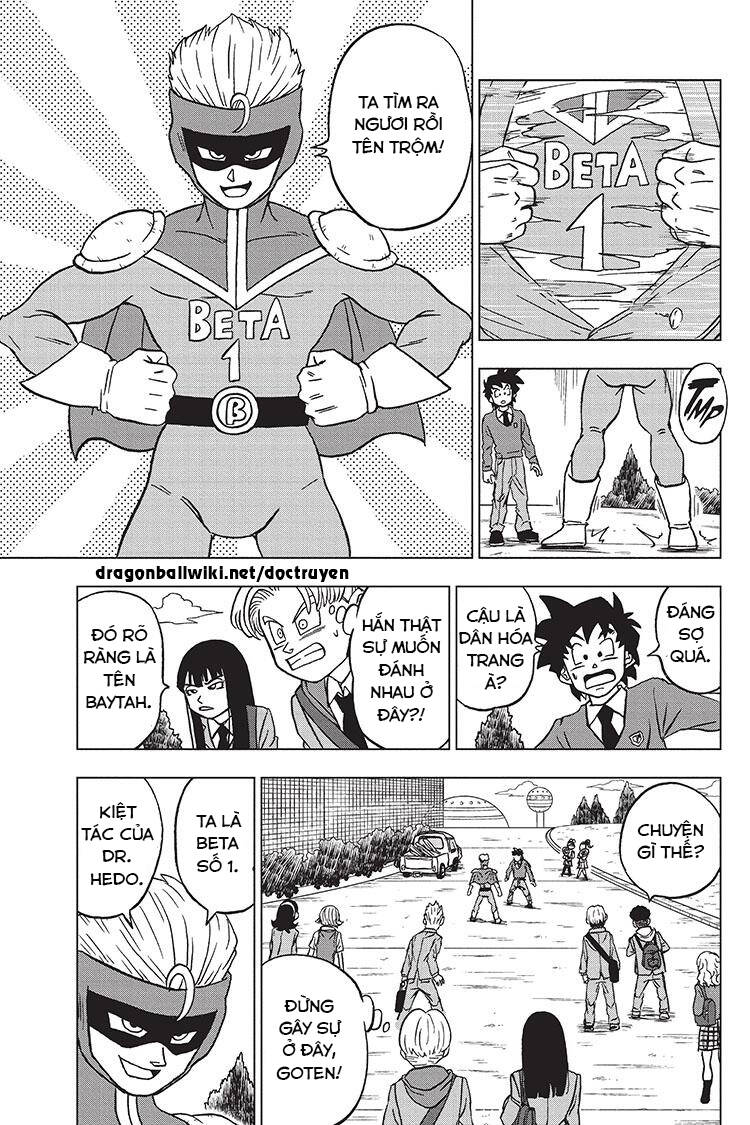 BETA
1
TMP
TA TÌM RA
NGƯƠI RỒI
TÊN TRỘM!
BETA
1
B
dragonballwiki.net/doctruyen
ĐÁNG
SỢ
QUÁ.
CẬU LÀ
DÂN HÓA
TRANG
À?
HẮN THẬT
SỰ MUỐN
ĐÁNH
NHAU Ở
ĐÂY?!
ĐÓ RÕ
RÀNG LÀ
TÊN
BAYTAH.
CHUYỆN
GÌ THẾ?
ĐỪNG
GÂY SỰ
Ở ĐÂY,
GOTEN!
TA LÀ
BETA
SỐ 1.
KIỆT
TÁC CỦA
DR.
HEDO.